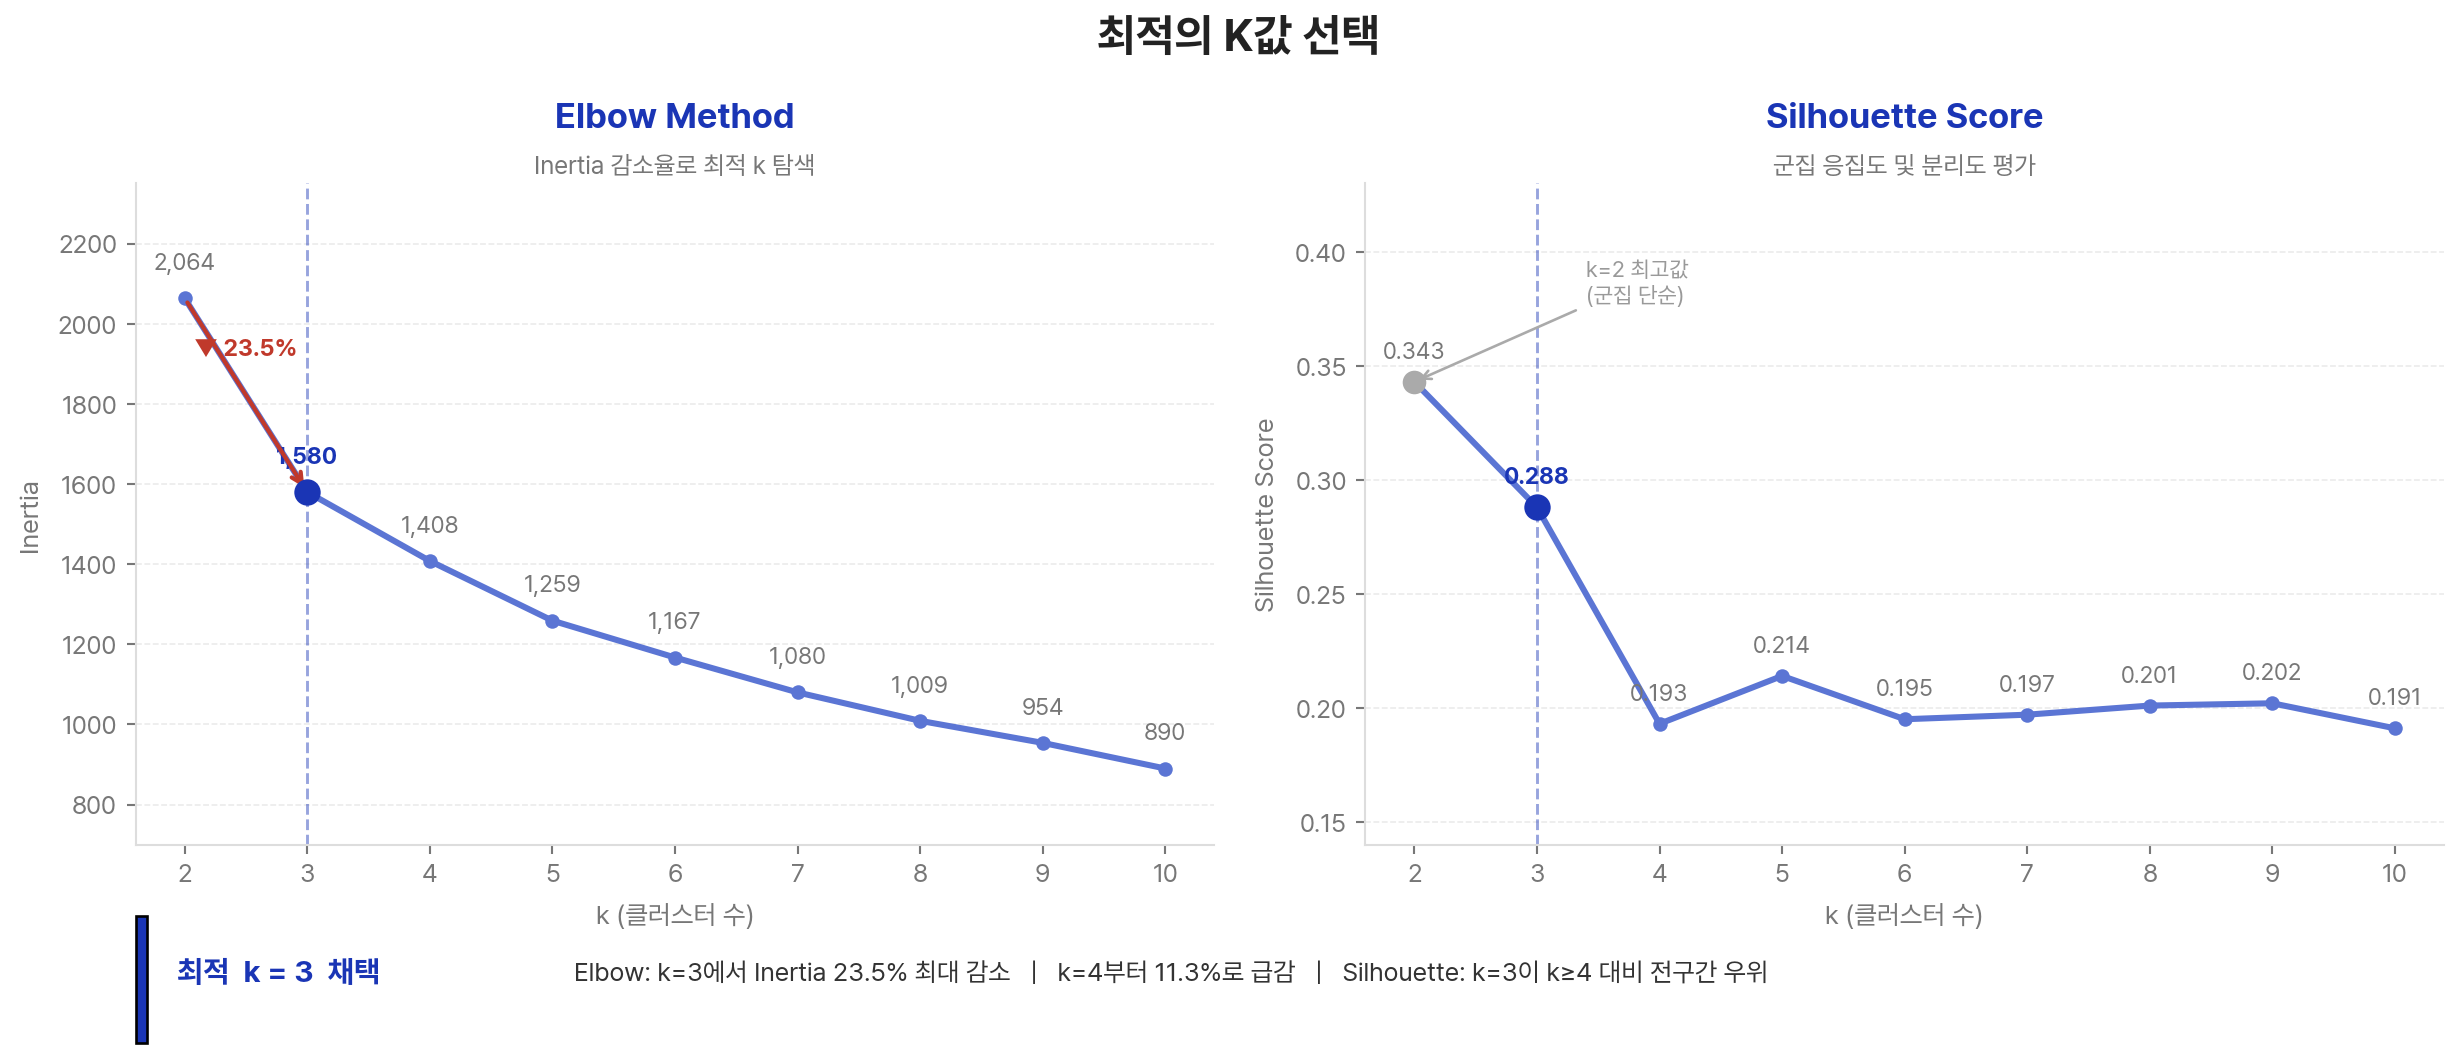 최적의 K값 선택
Elbow Method
Inertia 감소율로 최적 k 탐색
Inertia
2200
2000
1800
1600
1400
1200
1000
800
2,064
▼ 23.5%
1,580
1,408
1,259
1,167
1,080
1,009
954
890
2 3 4 5 6 7 8 9 10
k (클러스터 수)
Silhouette Score
군집 응집도 및 분리도 평가
Silhouette Score
0.40
0.35
0.30
0.25
0.20
0.15
k=2 최고값
(군집 단순)
0.343
0.288
0.193
0.214
0.195
0.197
0.201
0.202
0.191
2 3 4 5 6 7 8 9 10
k (클러스터 수)
최적 k = 3 채택
Elbow: k=3에서 Inertia 23.5% 최대 감소 | k=4부터 11.3%로 급감 | Silhouette: k=3이 k≥4 대비 전구간 우위